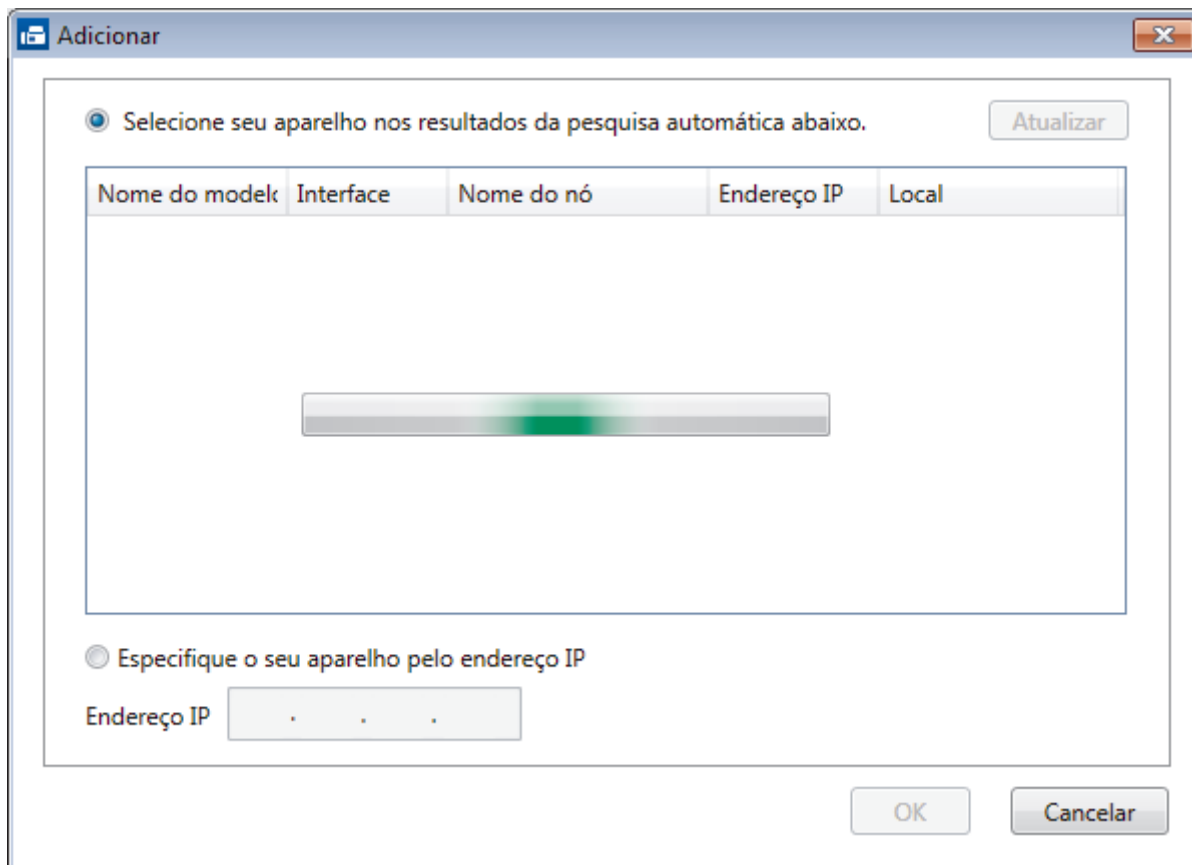 Adicionar
Selecione seu aparelho nos resultados da pesquisa automática abaixo. Atualizar
Nome do modelo Interface Nome do nó Endereço IP Local
Especifique o seu aparelho pelo endereço IP
Endereço IP . . .
OK Cancelar